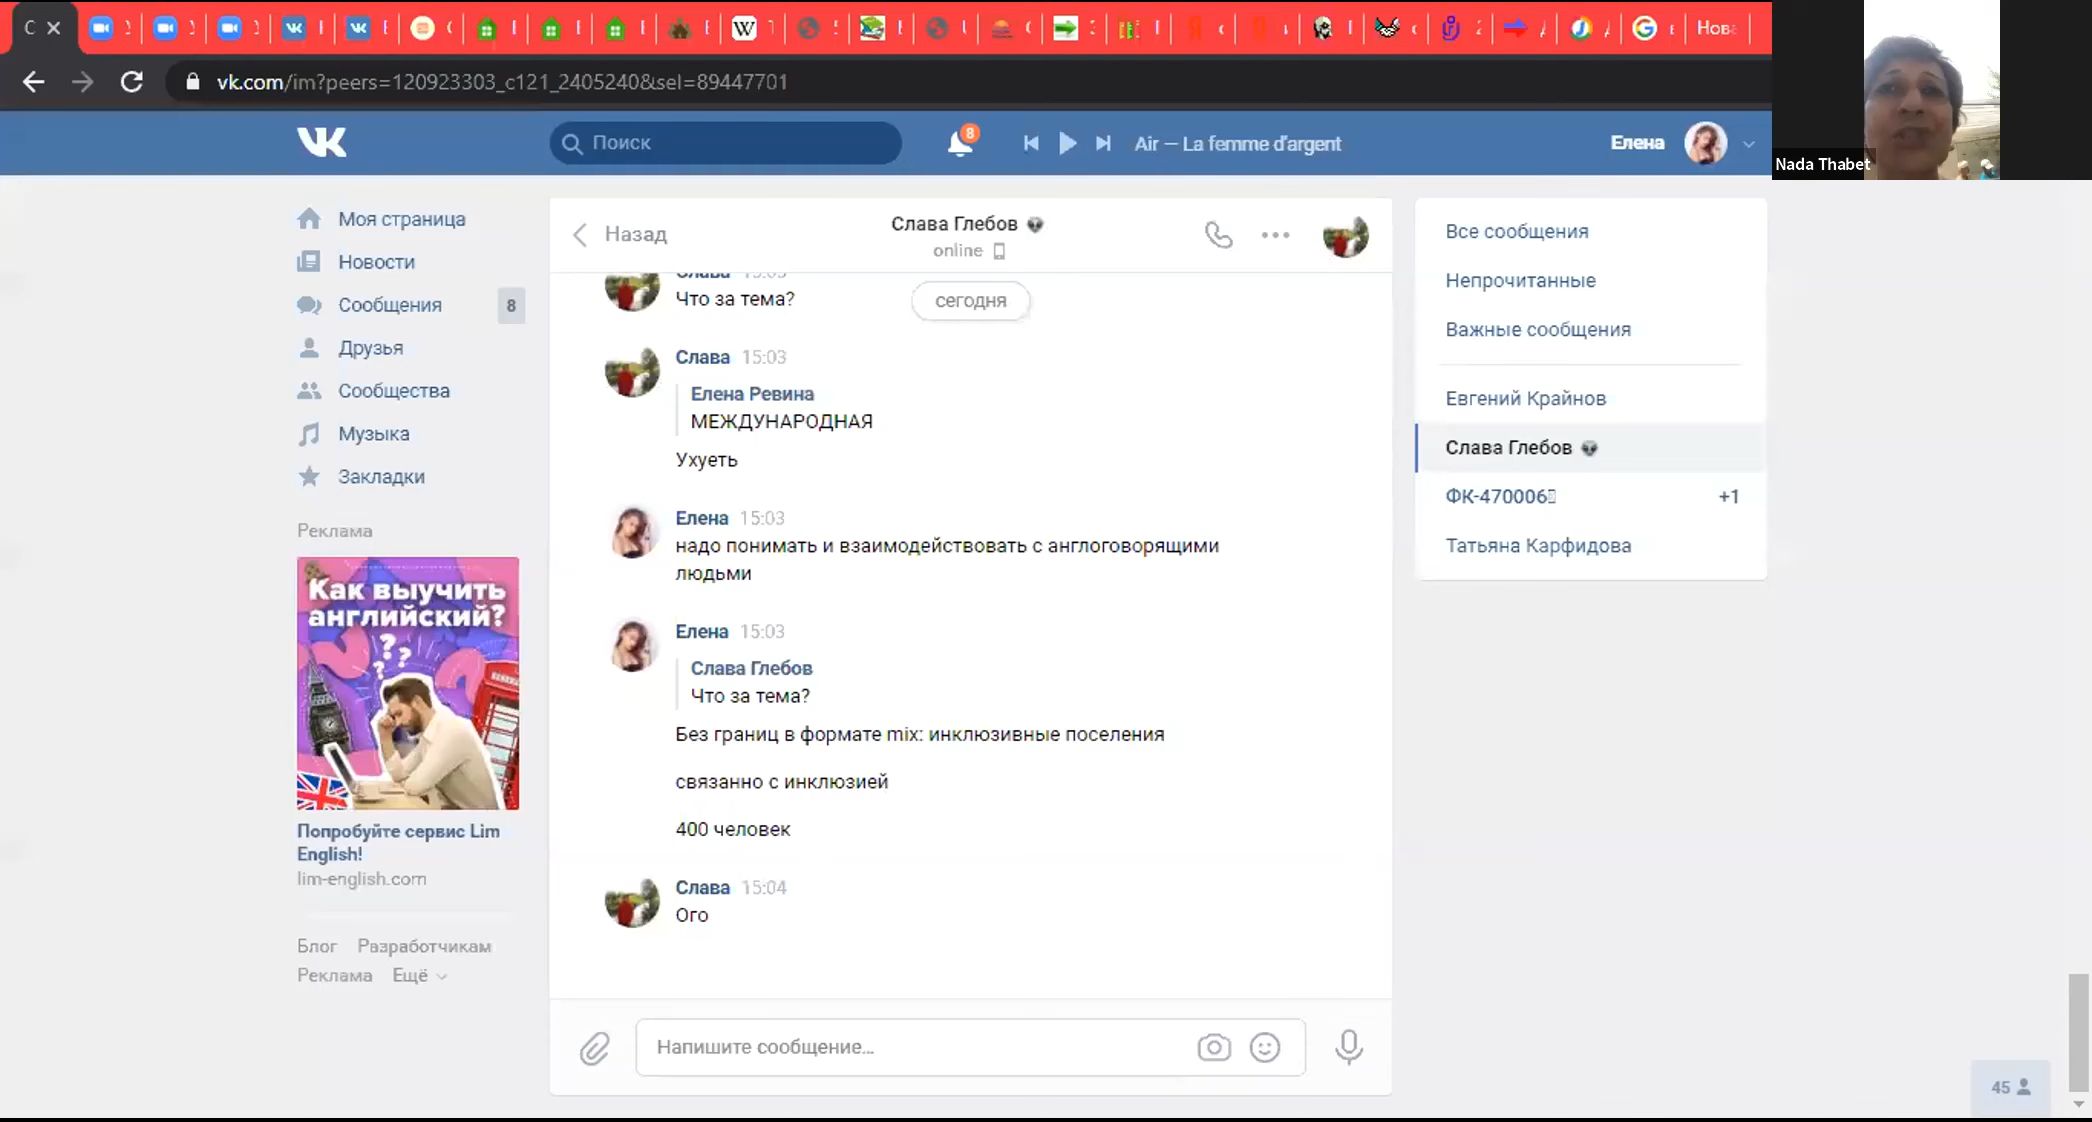 vk.com/im?peers=120923303_c121_2405240&sel=89447701
Нов
Nada Thabet
Поиск
8
Air – La femme d'argent
Елена
Моя страница
Новости
Сообщения
8
Друзья
Сообщества
Музыка
Закладки
Реклама
Как выучить
английский?
???
Попробуйте сервис Lim
English!
lim-english.com
Блог Разработчикам
Реклама Ещё
Назад
Слава Глебов
online
Слава 15:03
Что за тема?
сегодня
Слава 15:03
Елена Ревина
МЕЖДУНАРОДНАЯ
Ухуеть
Елена 15:03
надо понимать и взаимодействовать с англоговорящими
людьми
Елена 15:03
Слава Глебов
Что за тема?
Без границ в формате mix: инклюзивные поселения
связанно с инклюзией
400 человек
Слава 15:04
Ого
Напишите сообщение...
Все сообщения
Непрочитанные
Важные сообщения
Евгений Крайнов
Слава Глебов
ФК-470006 +1
Татьяна Карфидова
45